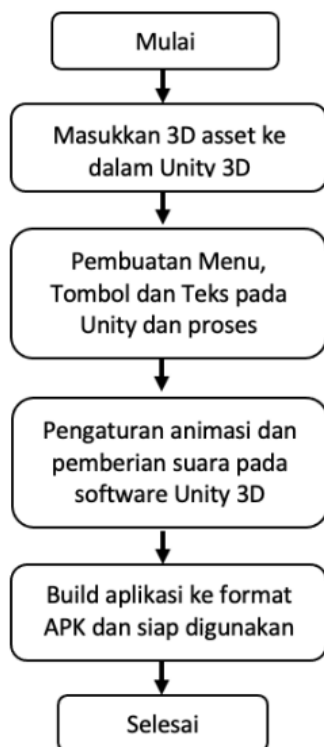 Mulai
Masukkan 3D asset ke
dalam Unity 3D
Pembuatan Menu,
Tombol dan Teks pada
Unity dan proses
Pengaturan animasi dan
pemberian suara pada
software Unity 3D
Build aplikasi ke format
APK dan siap digunakan
Selesai